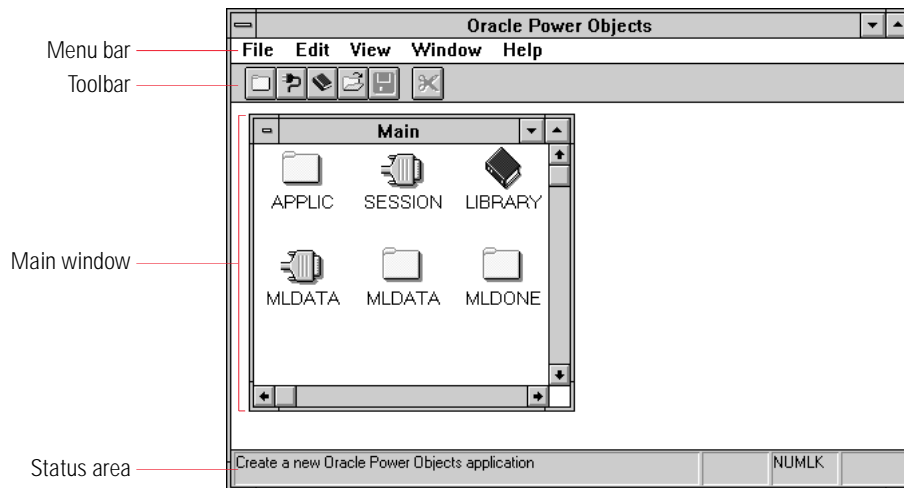 Oracle Power Objects
Menu bar
File Edit View Window Help
Toolbar
Main
APPLIC SESSION LIBRARY
Main window
MLDATA MLDATA MLDONE
Status area
Create a new Oracle Power Objects application
NUMLK